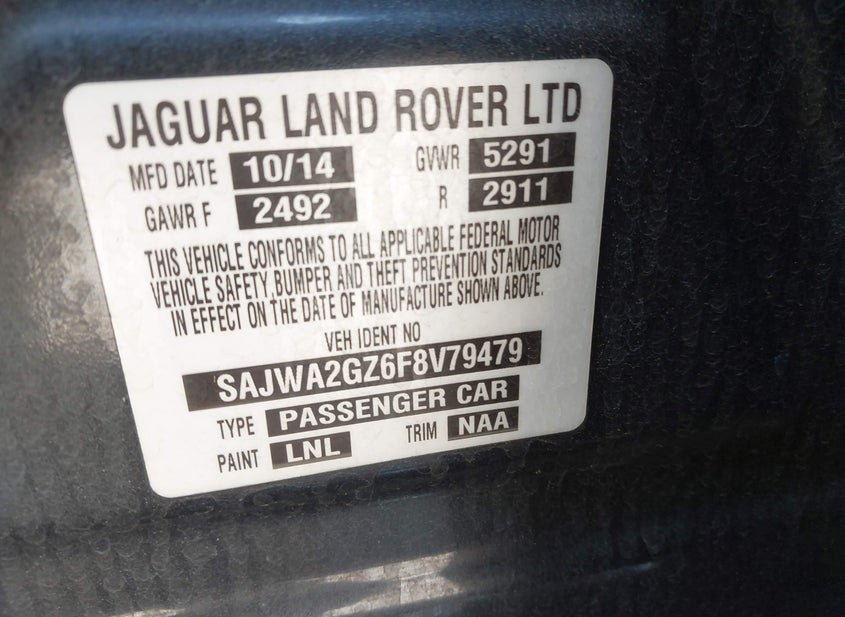 JAGUAR LAND ROVER LTD
MFD DATE 10/14 GVWR 5291
GAWR F 2492 R 2911
THIS VEHICLE CONFORMS TO ALL APPLICABLE FEDERAL MOTOR
VEHICLE SAFETY BUMPER AND THEFT PREVENTION STANDARDS
IN EFFECT ON THE DATE OF MANUFACTURE SHOWN ABOVE.
VEH IDENT NO
SAJWA2GZ6F8V79479
TYPE PASSENGER CAR
PAINT LNL TRIM NAA